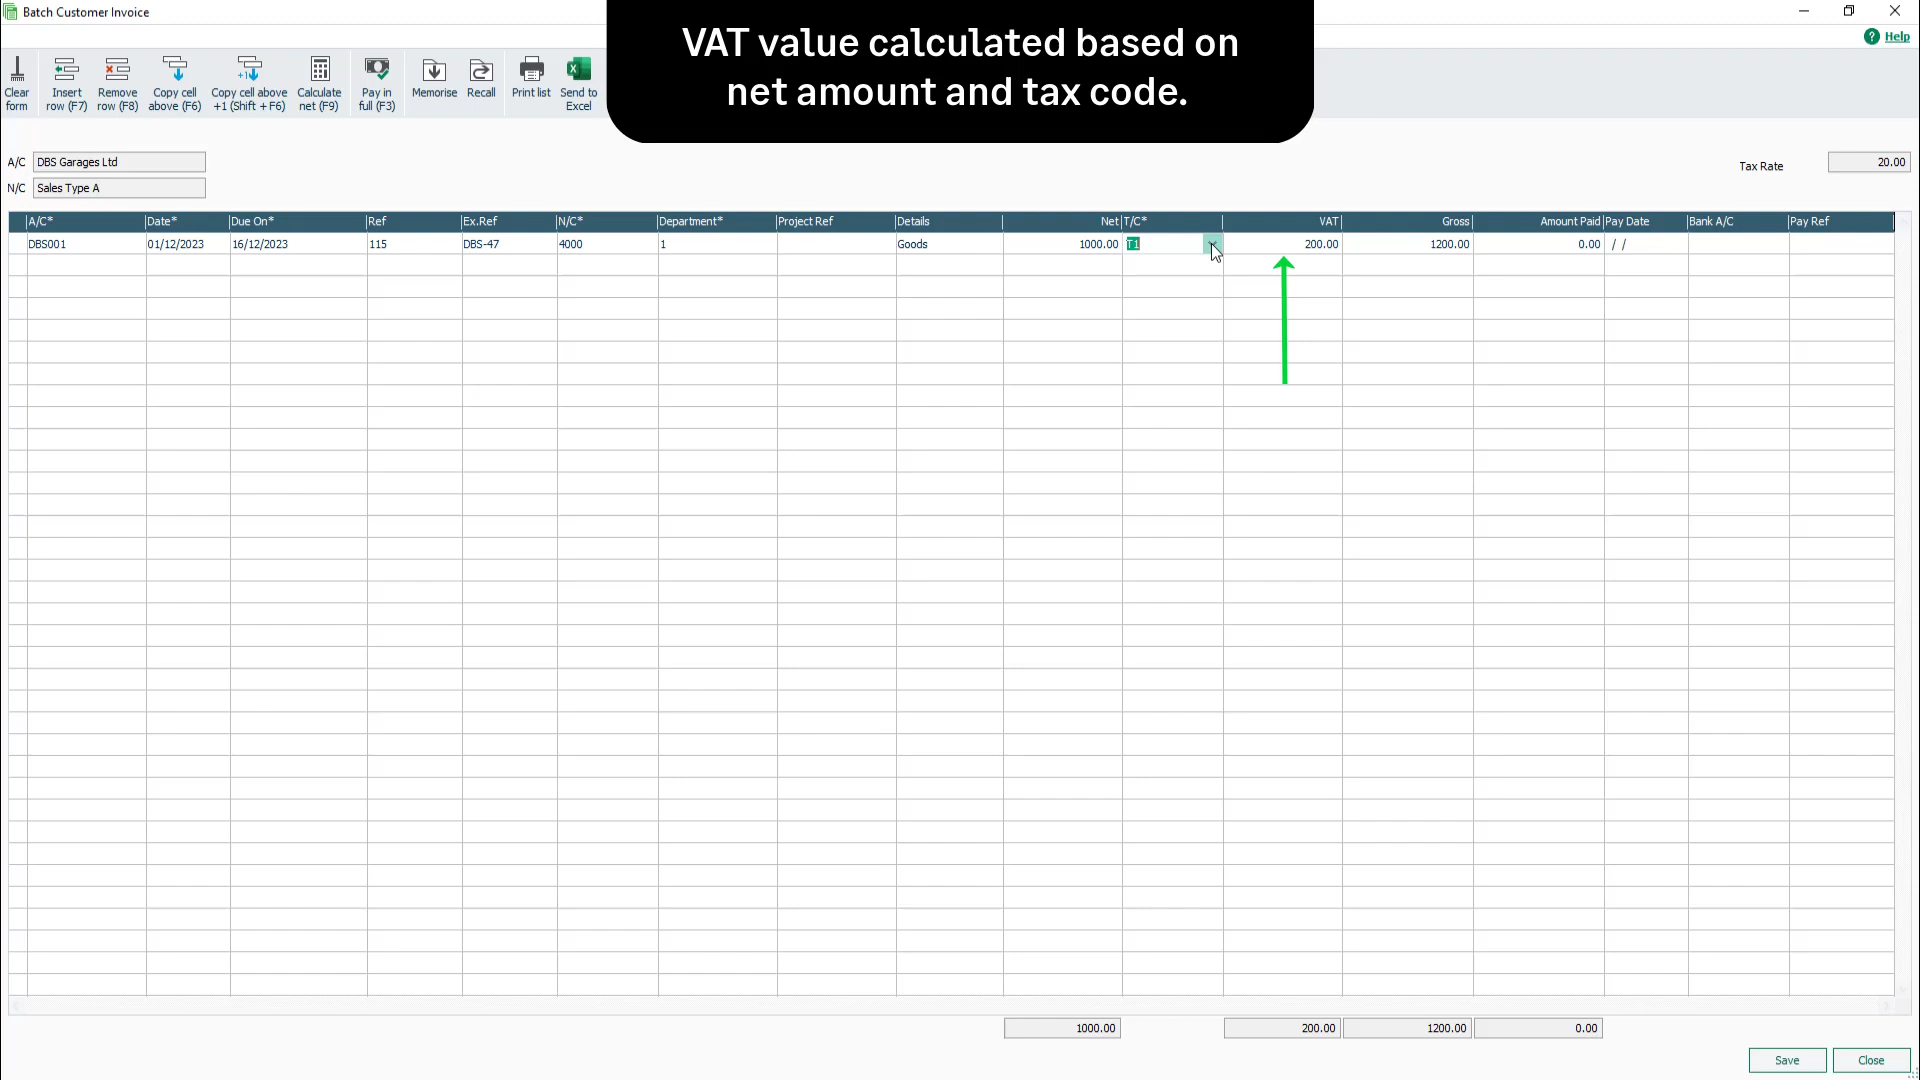 Batch Customer Invoice
VAT value calculated based on
net amount and tax code.
Help
Clear
form
Insert
row (F7)
Remove
row (F8)
Copy cell
above (F6)
Copy cell above
+1 (Shift + F6)
Calculate
net (F9)
Pay in
full (F3)
Memorise
Recall
Print list
Send to
Excel
A/C DBS Garages Ltd
Tax Rate 20.00
N/C Sales Type A
A/C* Date* Due On* Ref Ex.Ref N/C* Department* Project Ref Details Net T/C* VAT Gross Amount Paid Pay Date Bank A/C Pay Ref
DBS001 01/12/2023 16/12/2023 115 DBS-47 4000 1 Goods 1000.00 T1 200.00 1200.00 0.00 / /
1000.00 200.00 1200.00 0.00
Save Close